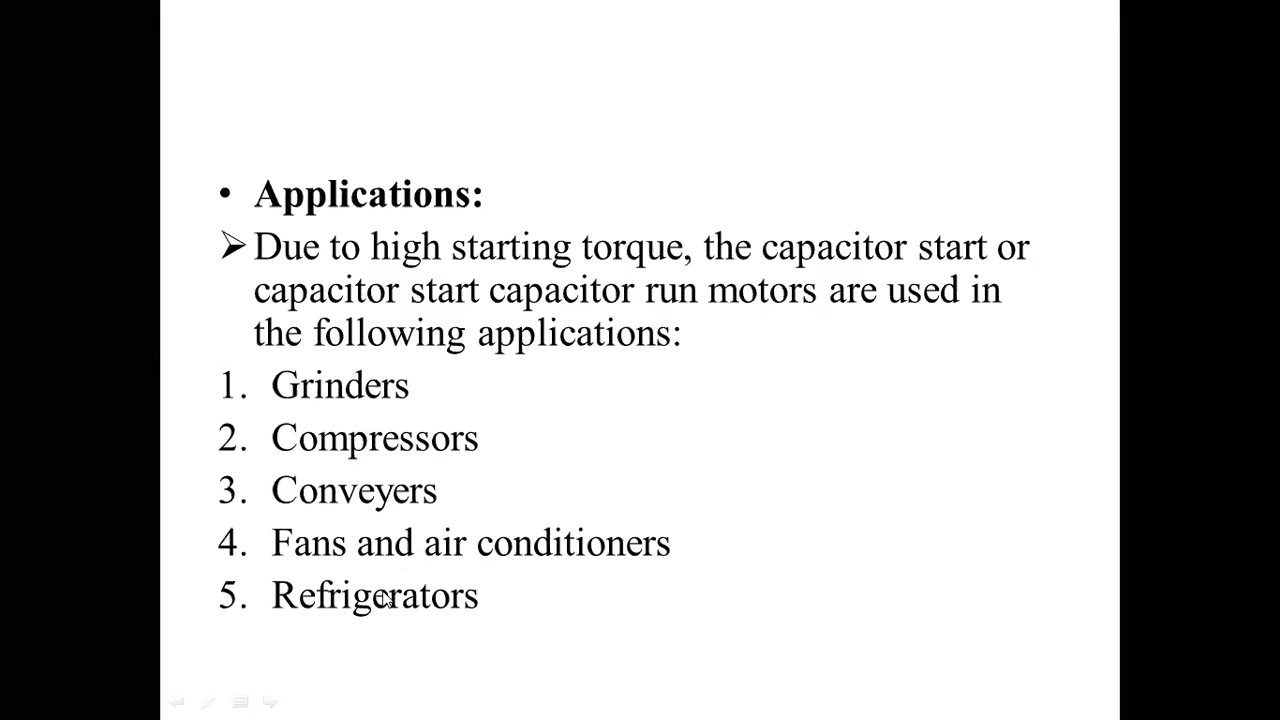 • Applications:
➢ Due to high starting torque, the capacitor start or
capacitor start capacitor run motors are used in
the following applications:
1. Grinders
2. Compressors
3. Conveyers
4. Fans and air conditioners
5. Refrigerators